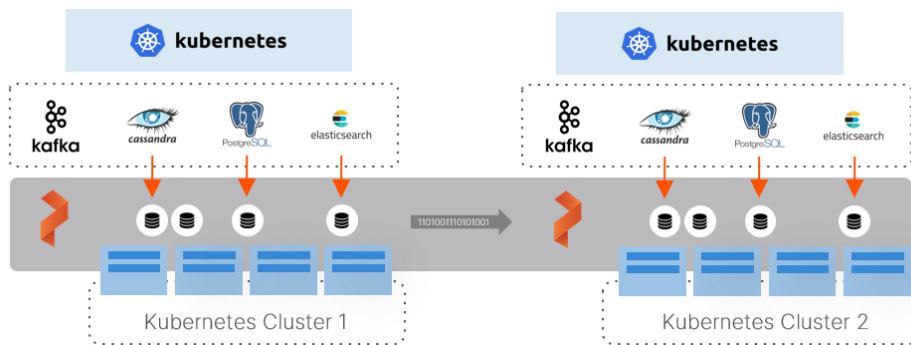 kubernetes
kubernetes
kafka
cassandra
PostgreSQL
elasticsearch
kafka
cassandra
PostgreSQL
elasticsearch
1101001110101001
Kubernetes Cluster 1
Kubernetes Cluster 2